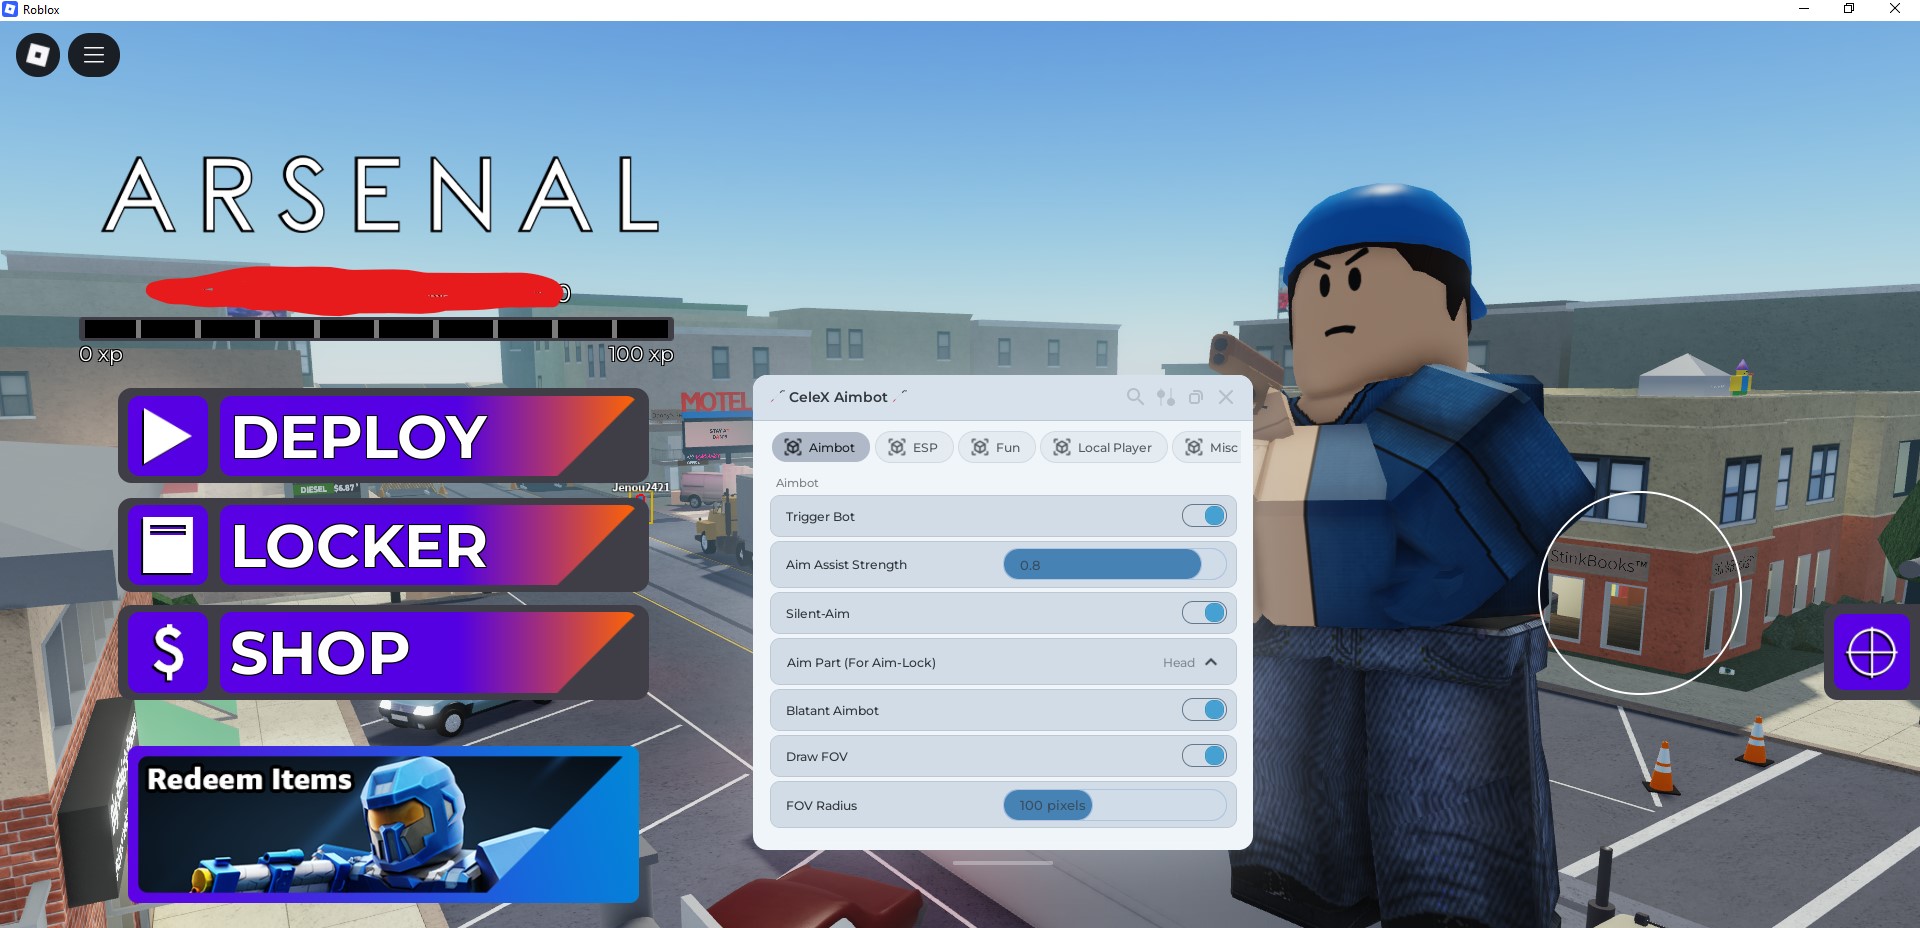 Roblox
ARSENAL
0 xp
100 xp
DEPLOY
LOCKER
SHOP
Redeem Items
MOTEL
DIESEL $6.87
Jenou2421
CeleX Aimbot
Aimbot
ESP
Fun
Local Player
Misc
Aimbot
Trigger Bot
Aim Assist Strength
0.8
Silent-Aim
Aim Part (For Aim-Lock)
Head
Blatant Aimbot
Draw FOV
FOV Radius
100 pixels
StinkBooks™